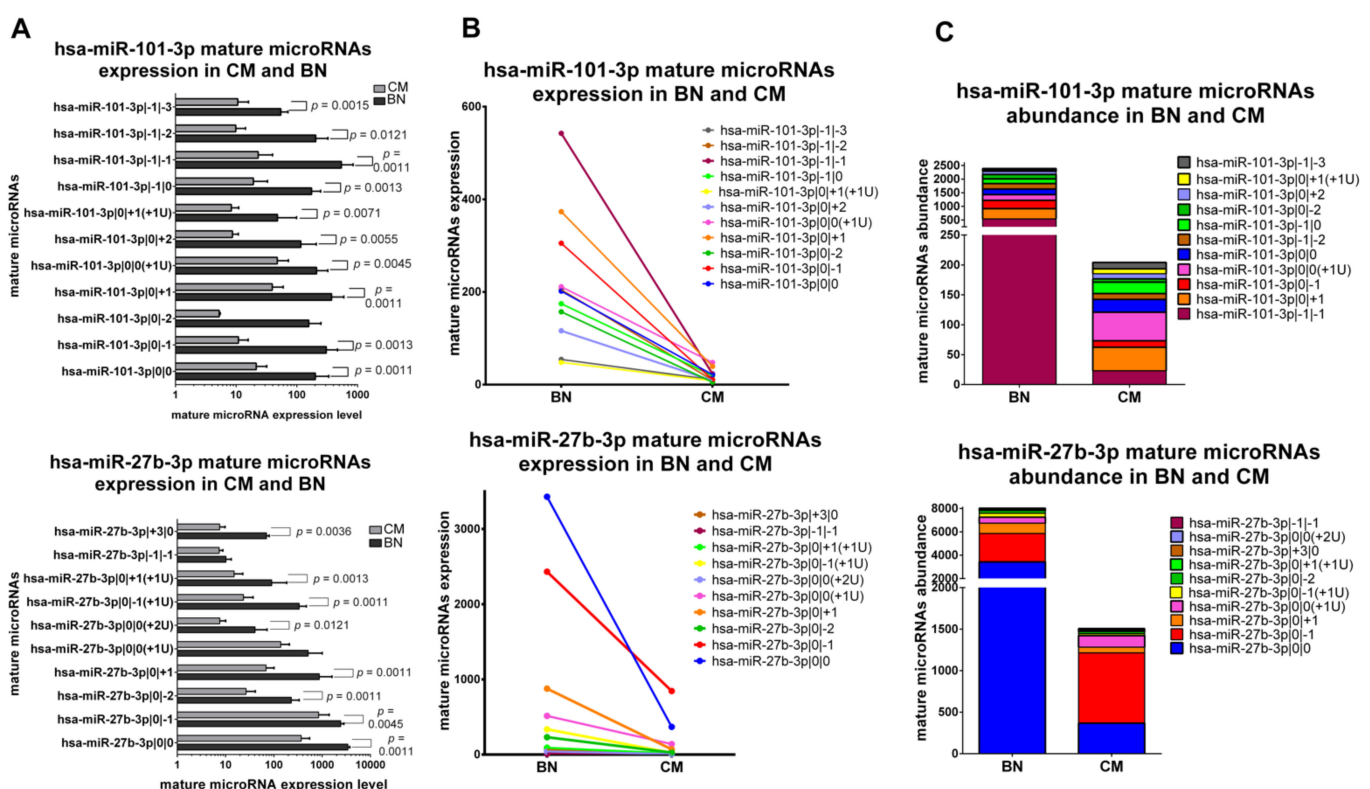 A
hsa-miR-101-3p mature microRNAs
expression in CM and BN
CM
BN
mature microRNAs
hsa-miR-101-3p|-1|-3
hsa-miR-101-3p|-1|-2
hsa-miR-101-3p|-1|-1
hsa-miR-101-3p|-1|0
hsa-miR-101-3p|0|+1(+1U)
hsa-miR-101-3p|0|+2
hsa-miR-101-3p|0|0(+1U)
hsa-miR-101-3p|0|+1
hsa-miR-101-3p|0|-2
hsa-miR-101-3p|0|-1
hsa-miR-101-3p|0|0
p = 0.0015
p = 0.0121
p =
0.0011
p = 0.0013
p = 0.0071
p = 0.0055
p = 0.0045
p =
0.0011
p = 0.0013
p = 0.0011
1 10 100 1000
mature microRNA expression level
hsa-miR-27b-3p mature microRNAs
expression in CM and BN
CM
BN
mature microRNAs
hsa-miR-27b-3p|+3|0
hsa-miR-27b-3p|-1|-1
hsa-miR-27b-3p|0|+1(+1U)
hsa-miR-27b-3p|0|-1(+1U)
hsa-miR-27b-3p|0|0(+2U)
hsa-miR-27b-3p|0|0(+1U)
hsa-miR-27b-3p|0|+1
hsa-miR-27b-3p|0|-2
hsa-miR-27b-3p|0|-1
hsa-miR-27b-3p|0|0
p = 0.0036
p = 0.0013
p = 0.0011
p = 0.0121
p = 0.0011
p = 0.0011
p =
0.0045
p =
0.0011
1 10 100 1000 10000
mature microRNA expression level
B
hsa-miR-101-3p mature microRNAs
expression in BN and CM
mature microRNAs expression
600
400
200
0
BN CM
hsa-miR-101-3p|-1|-3
hsa-miR-101-3p|-1|-2
hsa-miR-101-3p|-1|-1
hsa-miR-101-3p|-1|0
hsa-miR-101-3p|0|+1(+1U)
hsa-miR-101-3p|0|+2
hsa-miR-101-3p|0|0(+1U)
hsa-miR-101-3p|0|+1
hsa-miR-101-3p|0|-2
hsa-miR-101-3p|0|-1
hsa-miR-101-3p|0|0
hsa-miR-27b-3p mature microRNAs
expression in BN and CM
mature microRNAs expression
3000
2000
1000
0
BN CM
hsa-miR-27b-3p|+3|0
hsa-miR-27b-3p|-1|-1
hsa-miR-27b-3p|0|+1(+1U)
hsa-miR-27b-3p|0|-1(+1U)
hsa-miR-27b-3p|0|0(+2U)
hsa-miR-27b-3p|0|0(+1U)
hsa-miR-27b-3p|0|+1
hsa-miR-27b-3p|0|-2
hsa-miR-27b-3p|0|-1
hsa-miR-27b-3p|0|0
C
hsa-miR-101-3p mature microRNAs
abundance in BN and CM
mature microRNAs abundance
2500
2000
1500
1000
500
250
200
150
100
50
0
BN CM
hsa-miR-101-3p|-1|-3
hsa-miR-101-3p|0|+1(+1U)
hsa-miR-101-3p|0|+2
hsa-miR-101-3p|0|-2
hsa-miR-101-3p|-1|0
hsa-miR-101-3p|-1|-2
hsa-miR-101-3p|0|0
hsa-miR-101-3p|0|0(+1U)
hsa-miR-101-3p|0|-1
hsa-miR-101-3p|0|+1
hsa-miR-101-3p|-1|-1
hsa-miR-27b-3p mature microRNAs
abundance in BN and CM
mature microRNAs abundance
8000
6000
4000
2000
2000
1500
1000
500
0
BN CM
hsa-miR-27b-3p|-1|-1
hsa-miR-27b-3p|0|0(+2U)
hsa-miR-27b-3p|+3|0
hsa-miR-27b-3p|0|+1(+1U)
hsa-miR-27b-3p|0|-2
hsa-miR-27b-3p|0|-1(+1U)
hsa-miR-27b-3p|0|0(+1U)
hsa-miR-27b-3p|0|+1
hsa-miR-27b-3p|0|-1
hsa-miR-27b-3p|0|0